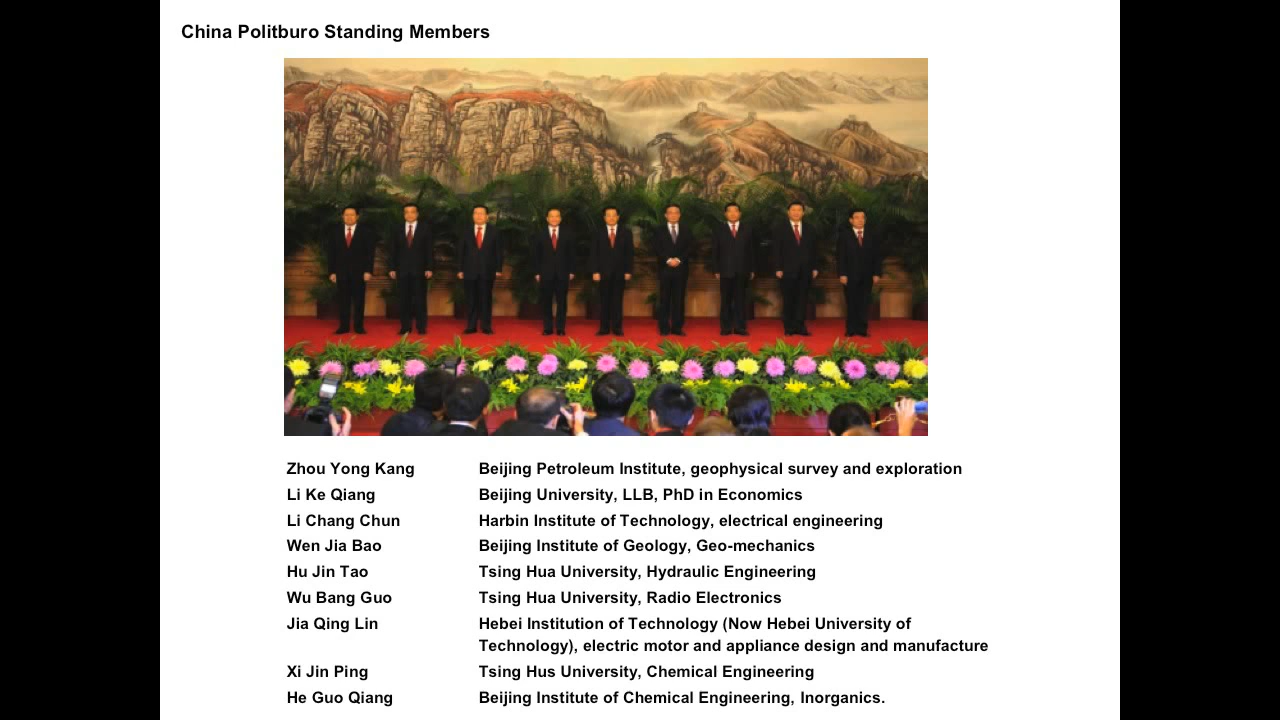 China Politburo Standing Members
Zhou Yong Kang Beijing Petroleum Institute, geophysical survey and exploration
Li Ke Qiang Beijing University, LLB, PhD in Economics
Li Chang Chun Harbin Institute of Technology, electrical engineering
Wen Jia Bao Beijing Institute of Geology, Geo-mechanics
Hu Jin Tao Tsing Hua University, Hydraulic Engineering
Wu Bang Guo Tsing Hua University, Radio Electronics
Jia Qing Lin Hebei Institution of Technology (Now Hebei University of
Technology), electric motor and appliance design and manufacture
Xi Jin Ping Tsing Hus University, Chemical Engineering
He Guo Qiang Beijing Institute of Chemical Engineering, Inorganics.